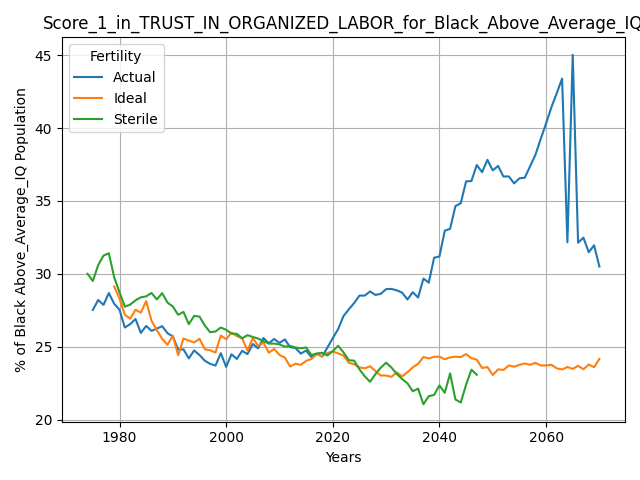 Score_1_in_TRUST_IN_ORGANIZED_LABOR_for_Black_Above_Average_IQ
Fertility
Actual
Ideal
Sterile
% of Black Above_Average_IQ Population
45
40
35
30
25
20
1980
2000
2020
2040
2060
Years